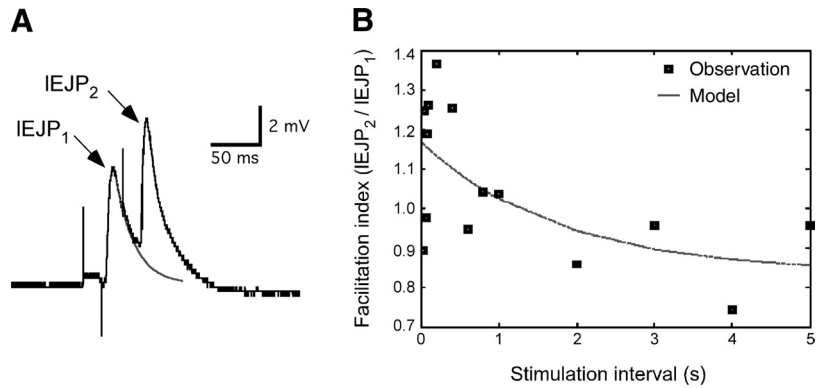 A
IEJP2
IEJP1
2 mV
50 ms
B
Facilitation index (IEJP2 / IEJP1)
1.4
1.3
1.2
1.1
1.0
0.9
0.8
0.7
Observation
Model
0
1
2
3
4
5
Stimulation interval (s)